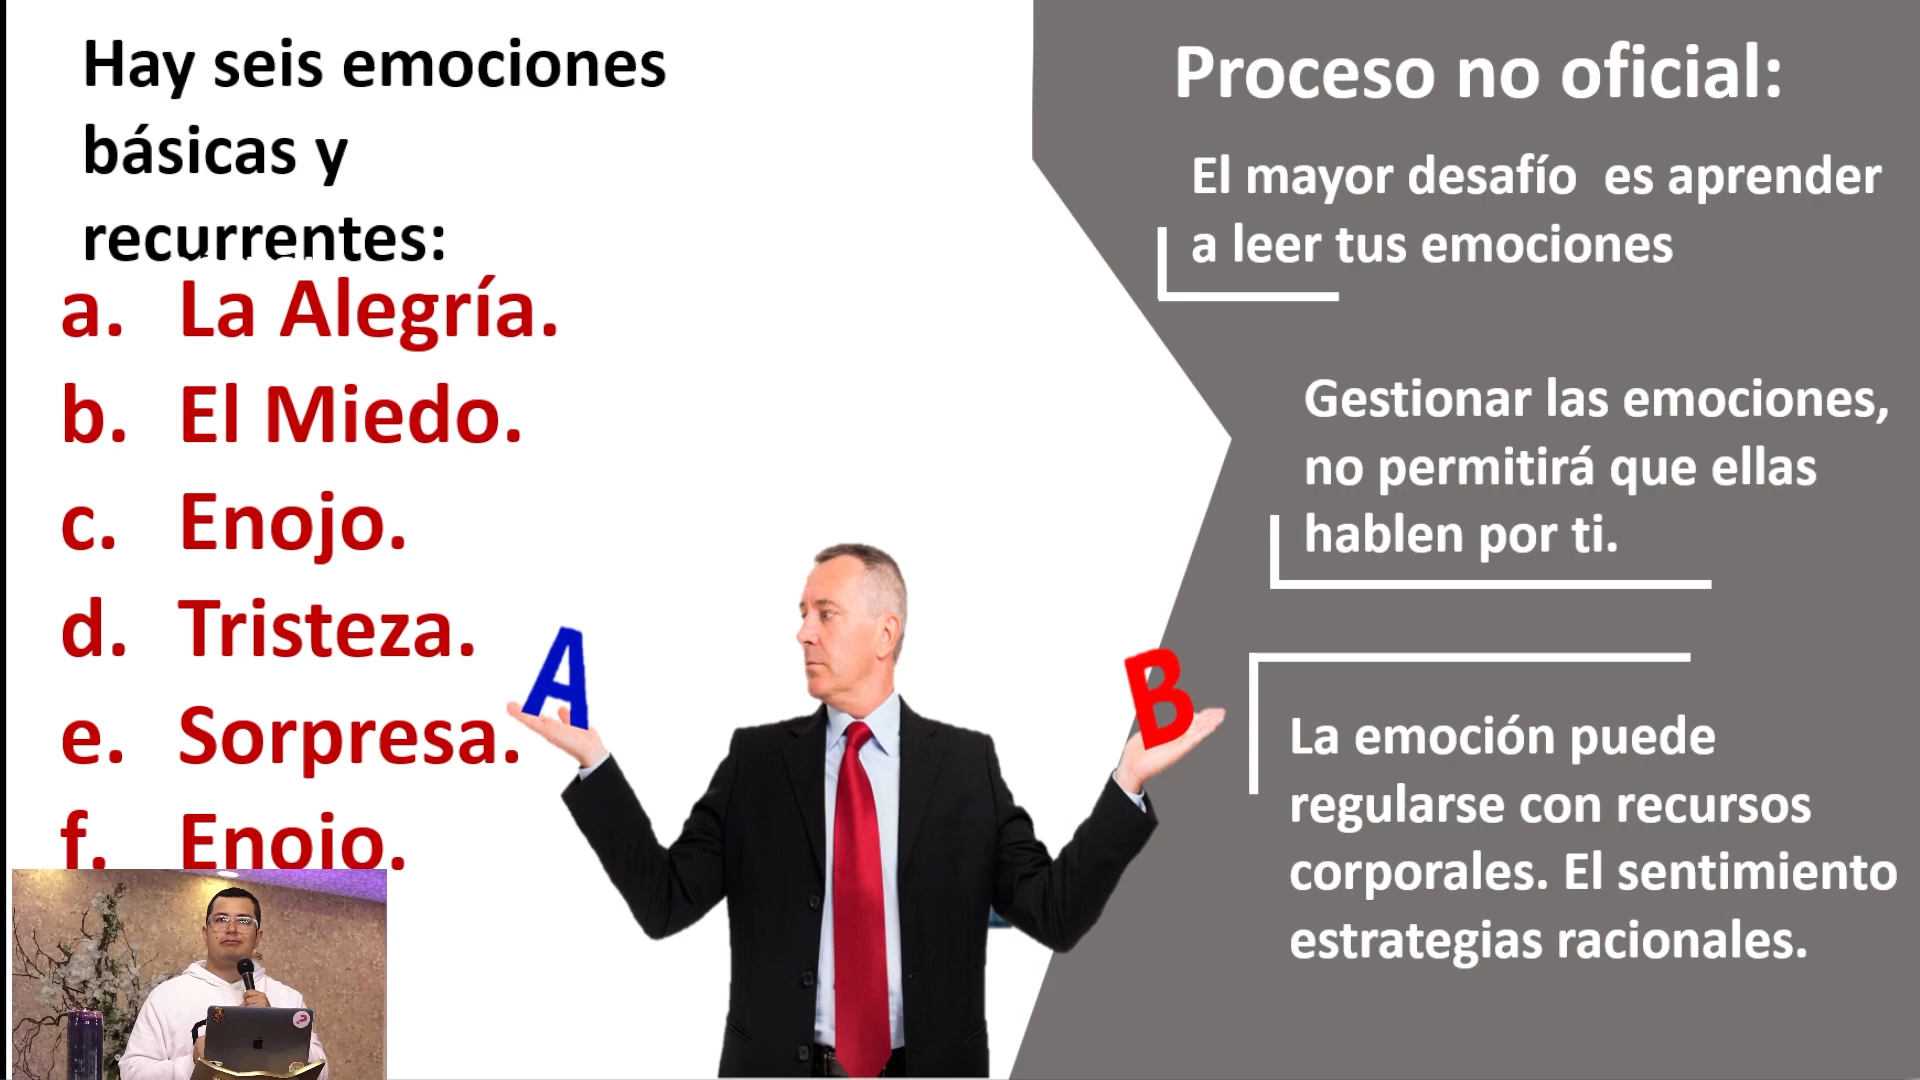 Hay seis emociones
básicas y
recurrentes:
a. La Alegría.
b. El Miedo.
c. Enojo.
d. Tristeza.
e. Sorpresa.
f. Enojo.
A
B
Proceso no oficial:
El mayor desafío es aprender
a leer tus emociones
Gestionar las emociones,
no permitirá que ellas
hablen por ti.
La emoción puede
regularse con recursos
corporales. El sentimiento
estrategias racionales.